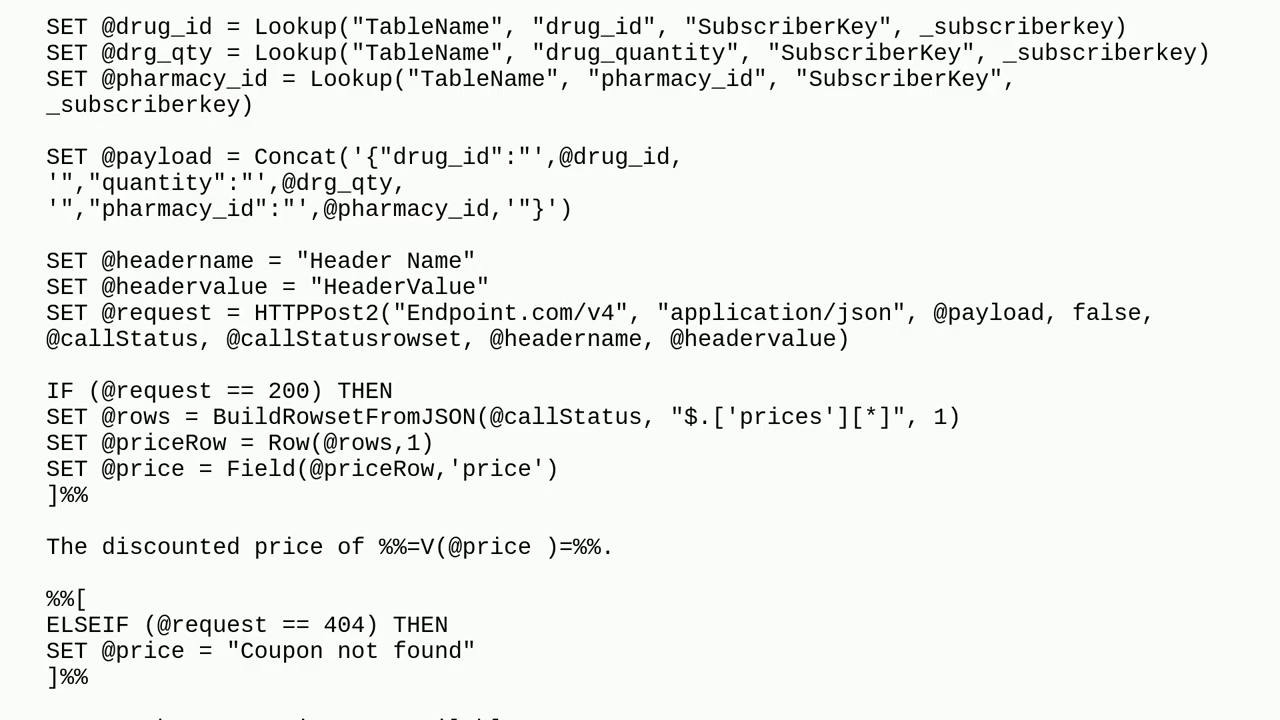 SET @drug_id = Lookup("TableName", "drug_id", "SubscriberKey", _subscriberkey)
SET @drg_qty = Lookup("TableName", "drug_quantity", "SubscriberKey", _subscriberkey)
SET @pharmacy_id = Lookup("TableName", "pharmacy_id", "SubscriberKey",
_subscriberkey)
SET @payload = Concat('{"drug_id":"',@drug_id,
'","quantity":"',@drg_qty,
'","pharmacy_id":"',@pharmacy_id,'"}')
SET @headername = "Header Name"
SET @headervalue = "HeaderValue"
SET @request = HTTPPost2("Endpoint.com/v4", "application/json", @payload, false,
@callStatus, @callStatusrowset, @headername, @headervalue)
IF (@request == 200) THEN
SET @rows = BuildRowsetFromJSON(@callStatus, "$.['prices'][*]", 1)
SET @priceRow = Row(@rows,1)
SET @price = Field(@priceRow,'price')
]%%
The discounted price of %%=V(@price )=%%.
%%[
ELSEIF (@request == 404) THEN
SET @price = "Coupon not found"
]%%